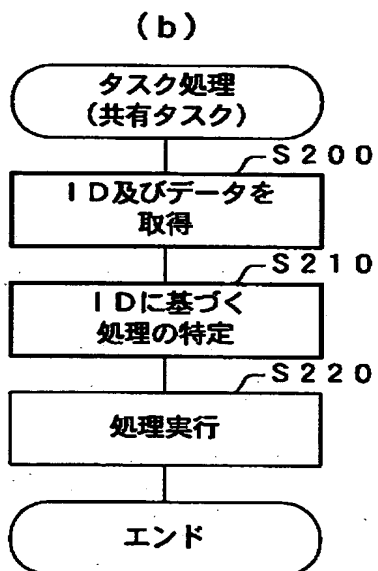 (b)
タスク処理
(共有タスク)
S200
ID及びデータを
取得
S210
IDに基づく
処理の特定
S220
処理実行
エンド